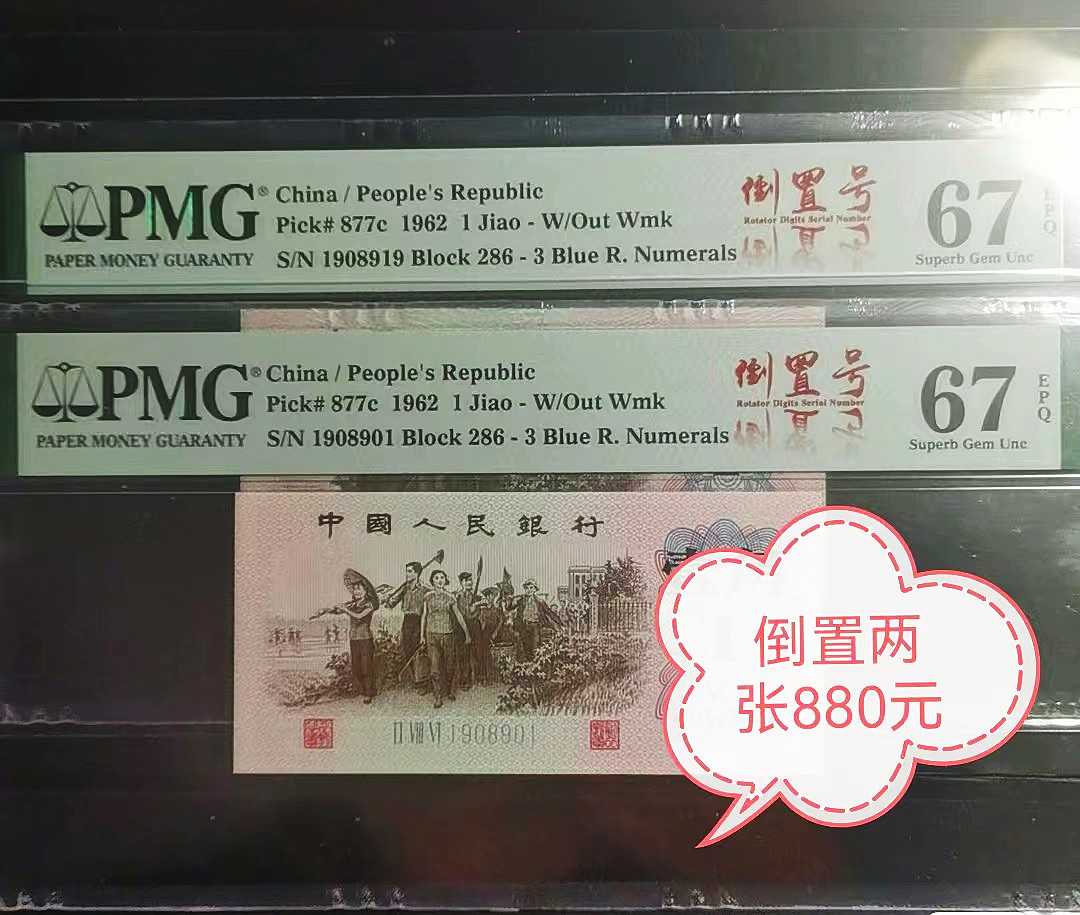 PMG® China / People's Republic
Pick# 877c 1962 1 Jiao - W/Out Wmk
PAPER MONEY GUARANTY
S/N 1908919 Block 286 - 3 Blue R. Numerals
倒置号
Rotator Digits Serial Number
67
EPQ
Superb Gem Unc
PMG® China / People's Republic
Pick# 877c 1962 1 Jiao - W/Out Wmk
PAPER MONEY GUARANTY
S/N 1908901 Block 286 - 3 Blue R. Numerals
倒置号
Rotator Digits Serial Number
67
EPQ
Superb Gem Unc
中國人民銀行
II VIII VI 1908901
倒置两
张880元